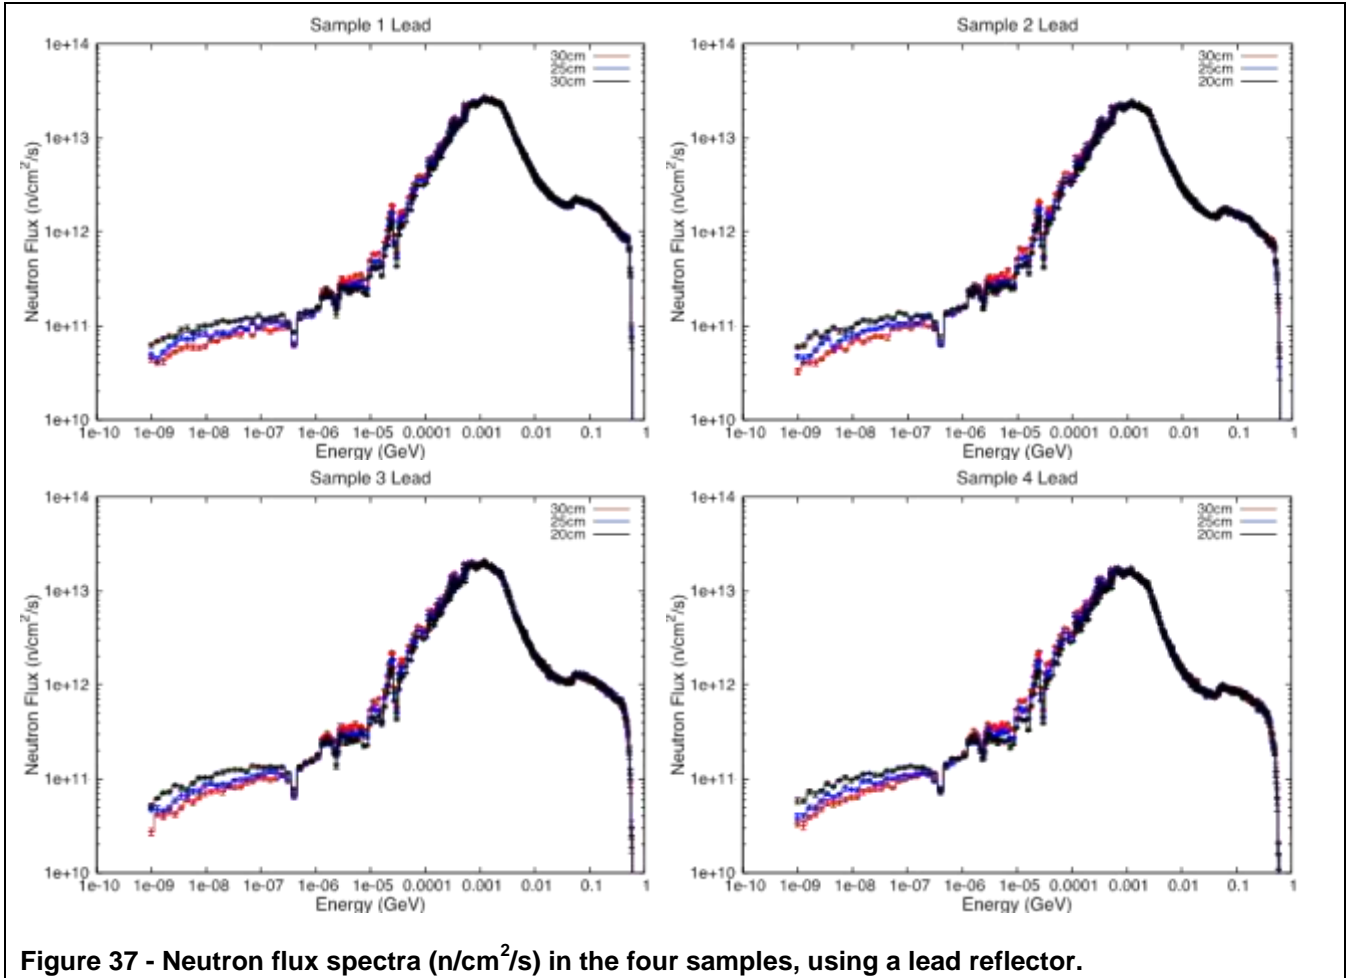 Sample 1 Lead
1e+14
1e+13
1e+12
1e+11
1e+10
Neutron Flux (n/cm²/s)
30cm
25cm
30cm
1e-10 1e-09 1e-08 1e-07 1e-06 1e-05 0.0001 0.001 0.01 0.1 1
Energy (GeV)
Sample 2 Lead
1e+14
1e+13
1e+12
1e+11
1e+10
Neutron Flux (n/cm²/s)
30cm
25cm
20cm
1e-10 1e-09 1e-08 1e-07 1e-06 1e-05 0.0001 0.001 0.01 0.1 1
Energy (GeV)
Sample 3 Lead
1e+14
1e+13
1e+12
1e+11
1e+10
Neutron Flux (n/cm²/s)
30cm
25cm
20cm
1e-10 1e-09 1e-08 1e-07 1e-06 1e-05 0.0001 0.001 0.01 0.1 1
Energy (GeV)
Sample 4 Lead
1e+14
1e+13
1e+12
1e+11
1e+10
Neutron Flux (n/cm²/s)
30cm
25cm
20cm
1e-10 1e-09 1e-08 1e-07 1e-06 1e-05 0.0001 0.001 0.01 0.1 1
Energy (GeV)
Figure 37 - Neutron flux spectra (n/cm²/s) in the four samples, using a lead reflector.